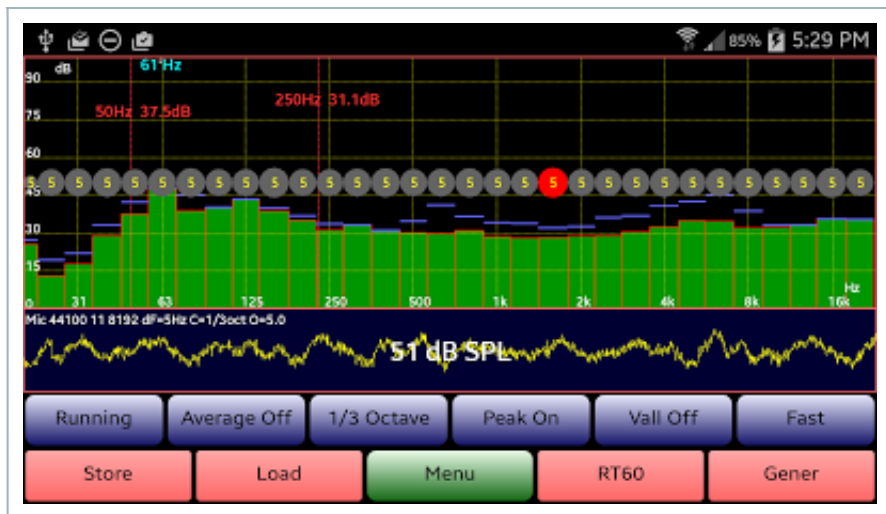 85% 5:29 PM
dB 61Hz
90
250Hz 31.1dB
75 50Hz 37.5dB
60
5 5 5 5 5 5 5 5 5 5 5 5 5 5 5 5 5 5 5 5 5 5 5 5 5 5 5 5 5 5 5
45
30
15
Hz
0 31 63 125 250 500 1k 2k 4k 8k 16k
Mic 44100 11 8192 dF=5Hz C=1/3oct O=5.0
51 dB SPL
Running Average Off 1/3 Octave Peak On Vall Off Fast
Store Load Menu RT60 Gener